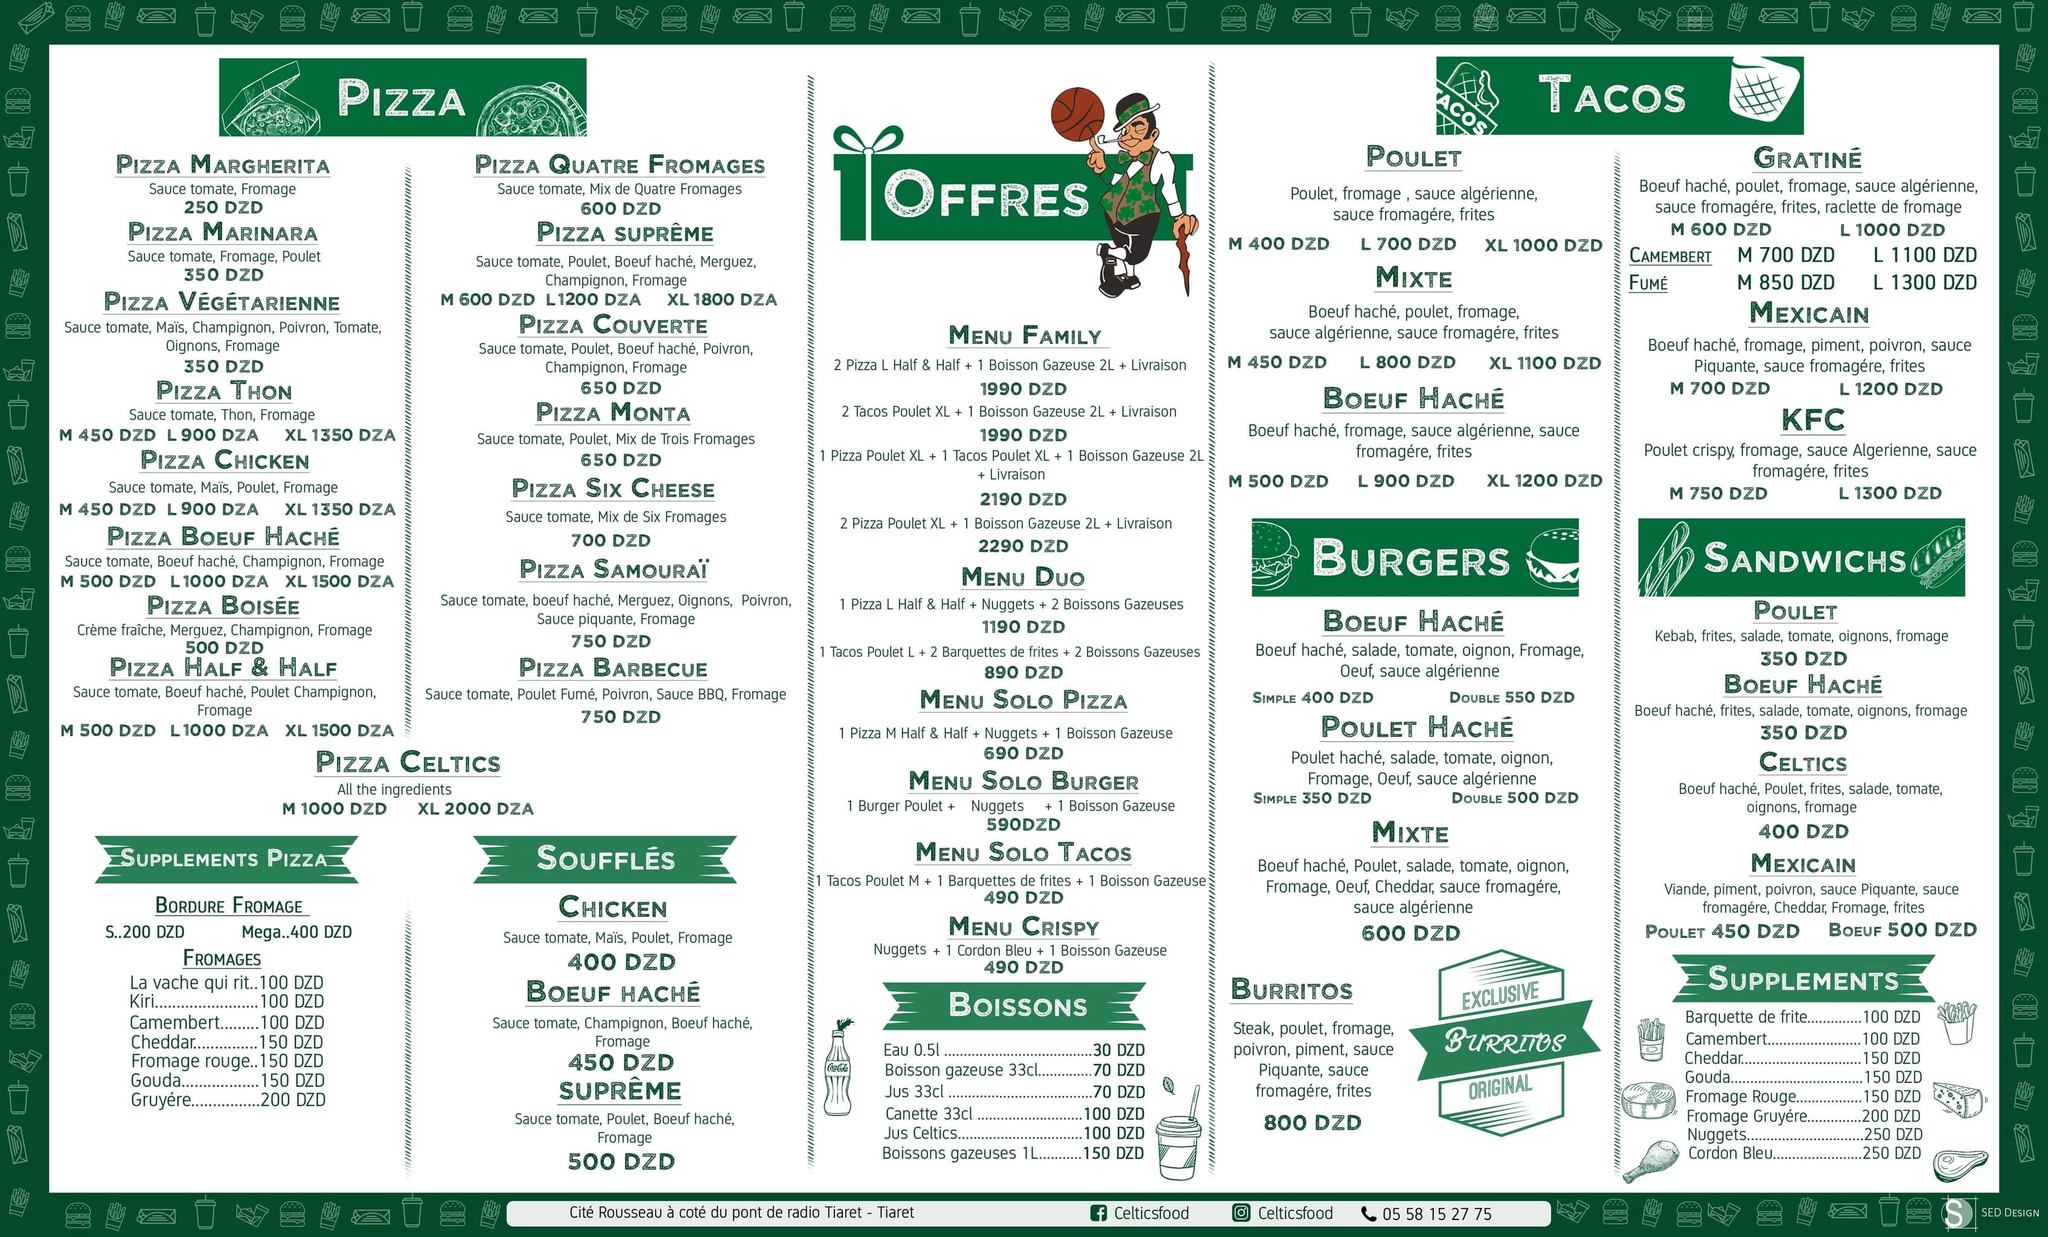 PIZZA
PIZZA MARGHERITA
Sauce tomate, Fromage
250 DZD
PIZZA MARINARA
Sauce tomate, Fromage, Poulet
350 DZD
PIZZA VÉGÉTARIENNE
Sauce tomate, Maïs, Champignon, Poivron, Tomate,
Oignons, Fromage
350 DZD
PIZZA THON
Sauce tomate, Thon, Fromage
M 450 DZD L 900 DZA XL 1350 DZA
PIZZA CHICKEN
Sauce tomate, Maïs, Poulet, Fromage
M 450 DZD L 900 DZA XL 1350 DZA
PIZZA BOEUF HACHÉ
Sauce tomate, Boeuf haché, Champignon, Fromage
M 500 DZD L 1000 DZA XL 1500 DZA
PIZZA BOISÉE
Crème fraîche, Merguez, Champignon, Fromage
500 DZD
PIZZA HALF & HALF
Sauce tomate, Boeuf haché, Poulet Champignon,
Fromage
M 500 DZD L 1000 DZA XL 1500 DZA
PIZZA QUATRE FROMAGES
Sauce tomate, Mix de Quatre Fromages
600 DZD
PIZZA SUPRÊME
Sauce tomate, Poulet, Boeuf haché, Merguez,
Champignon, Fromage
M 600 DZD L 1200 DZA XL 1800 DZA
PIZZA COUVERTE
Sauce tomate, Poulet, Boeuf haché, Poivron,
Champignon, Fromage
650 DZD
PIZZA MONTA
Sauce tomate, Poulet, Mix de Trois Fromages
650 DZD
PIZZA SIX CHEESE
Sauce tomate, Mix de Six Fromages
700 DZD
PIZZA SAMOURAÏ
Sauce tomate, boeuf haché, Merguez, Oignons, Poivron,
Sauce piquante, Fromage
750 DZD
PIZZA BARBECUE
Sauce tomate, Poulet Fumé, Poivron, Sauce BBQ, Fromage
750 DZD
PIZZA CELTICS
All the ingredients
M 1000 DZD XL 2000 DZA
SUPPLEMENTS PIZZA
BORDURE FROMAGE
S..200 DZD Mega..400 DZD
FROMAGES
La vache qui rit..100 DZD
Kiri.......................100 DZD
Camembert........100 DZD
Cheddar..............150 DZD
Fromage rouge..150 DZD
Gouda.................150 DZD
Gruyére...............200 DZD
SOUFFLÉS
CHICKEN
Sauce tomate, Maïs, Poulet, Fromage
400 DZD
BOEUF HACHÉ
Sauce tomate, Champignon, Boeuf haché,
Fromage
450 DZD
SUPRÊME
Sauce tomate, Poulet, Boeuf haché,
Fromage
500 DZD
OFFRES
MENU FAMILY
2 Pizza L Half & Half + 1 Boisson Gazeuse 2L + Livraison
1990 DZD
2 Tacos Poulet XL + 1 Boisson Gazeuse 2L + Livraison
1990 DZD
1 Pizza Poulet XL + 1 Tacos Poulet XL + 1 Boisson Gazeuse 2L
+ Livraison
2190 DZD
2 Pizza Poulet XL + 1 Boisson Gazeuse 2L + Livraison
2290 DZD
MENU DUO
1 Pizza L Half & Half + Nuggets + 2 Boissons Gazeuses
1190 DZD
1 Tacos Poulet L + 2 Barquettes de frites + 2 Boissons Gazeuses
890 DZD
MENU SOLO PIZZA
1 Pizza M Half & Half + Nuggets + 1 Boisson Gazeuse
690 DZD
MENU SOLO BURGER
1 Burger Poulet + Nuggets + 1 Boisson Gazeuse
590DZD
MENU SOLO TACOS
1 Tacos Poulet M + 1 Barquettes de frites + 1 Boisson Gazeuse
490 DZD
MENU CRISPY
Nuggets + 1 Cordon Bleu + 1 Boisson Gazeuse
490 DZD
BOISSONS
Coca-Cola
Eau 0.5l .................................30 DZD
Boisson gazeuse 33cl............70 DZD
Jus 33cl ...............................70 DZD
Canette 33cl .......................100 DZD
Jus Celtics............................100 DZD
Boissons gazeuses 1L..........150 DZD
TACOS
TACOS
POULET
Poulet, fromage , sauce algérienne,
sauce fromagére, frites
M 400 DZD L 700 DZD XL 1000 DZD
MIXTE
Boeuf haché, poulet, fromage,
sauce algérienne, sauce fromagére, frites
M 450 DZD L 800 DZD XL 1100 DZD
BOEUF HACHÉ
Boeuf haché, fromage, sauce algérienne, sauce
fromagére, frites
M 500 DZD L 900 DZD XL 1200 DZD
GRATINÉ
Boeuf haché, poulet, fromage, sauce algérienne,
sauce fromagére, frites, raclette de fromage
M 600 DZD L 1000 DZD
CAMEMBERT M 700 DZD L 1100 DZD
FUMÉ M 850 DZD L 1300 DZD
MEXICAIN
Boeuf haché, fromage, piment, poivron, sauce
Piquante, sauce fromagére, frites
M 700 DZD L 1200 DZD
KFC
Poulet crispy, fromage, sauce Algerienne, sauce
fromagére, frites
M 750 DZD L 1300 DZD
BURGERS
BOEUF HACHÉ
Boeuf haché, salade, tomate, oignon, Fromage,
Oeuf, sauce algérienne
SIMPLE 400 DZD DOUBLE 550 DZD
POULET HACHÉ
Poulet haché, salade, tomate, oignon,
Fromage, Oeuf, sauce algérienne
SIMPLE 350 DZD DOUBLE 500 DZD
MIXTE
Boeuf haché, Poulet, salade, tomate, oignon,
Fromage, Oeuf, Cheddar, sauce fromagére,
sauce algérienne
600 DZD
BURRITOS
Steak, poulet, fromage,
poivron, piment, sauce
Piquante, sauce
fromagére, frites
800 DZD
EXCLUSIVE
BURRITOS
ORIGINAL
SANDWICHS
POULET
Kebab, frites, salade, tomate, oignons, fromage
350 DZD
BOEUF HACHÉ
Boeuf haché, frites, salade, tomate, oignons, fromage
350 DZD
CELTICS
Boeuf haché, Poulet, frites, salade, tomate,
oignons, fromage
400 DZD
MEXICAIN
Viande, piment, poivron, sauce Piquante, sauce
fromagére, Cheddar, Fromage, frites
POULET 450 DZD BOEUF 500 DZD
SUPPLEMENTS
Barquette de frite............100 DZD
Camembert.....................100 DZD
Cheddar..........................150 DZD
Gouda.............................150 DZD
Fromage Rouge...............150 DZD
Fromage Gruyére............200 DZD
Nuggets..........................250 DZD
Cordon Bleu....................250 DZD
Cité Rousseau à coté du pont de radio Tiaret - Tiaret Celticsfood Celticsfood 05 58 15 27 75
S SED DESIGN